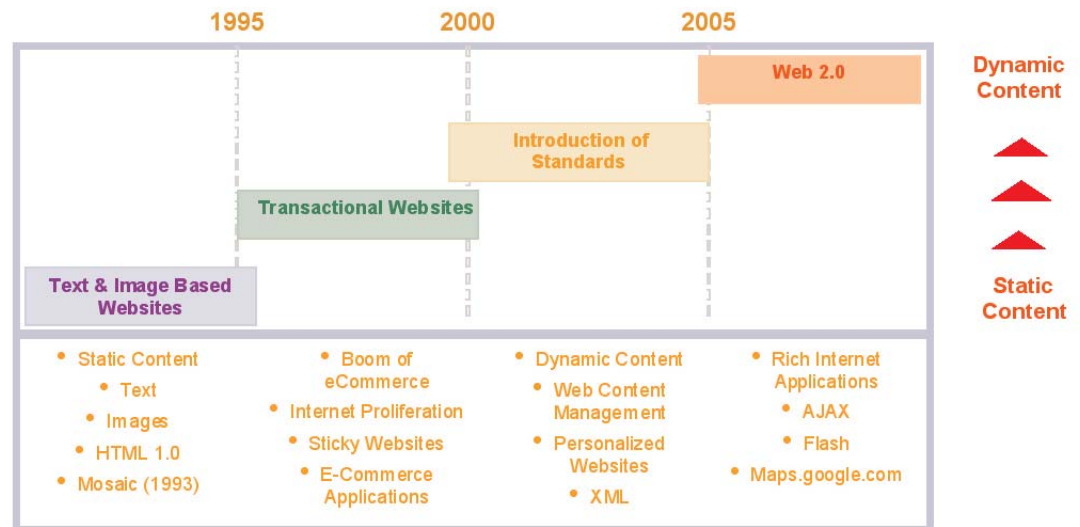 1995
2000
2005
Web 2.0
Dynamic
Content
Introduction of
Standards
Transactional Websites
Text & Image Based
Websites
Static
Content
• Static Content
• Text
• Images
• HTML 1.0
• Mosaic (1993)
• Boom of
eCommerce
• Internet Proliferation
• Sticky Websites
• E-Commerce
Applications
• Dynamic Content
• Web Content
Management
• Personalized
Websites
• XML
• Rich Internet
Applications
• AJAX
• Flash
• Maps.google.com